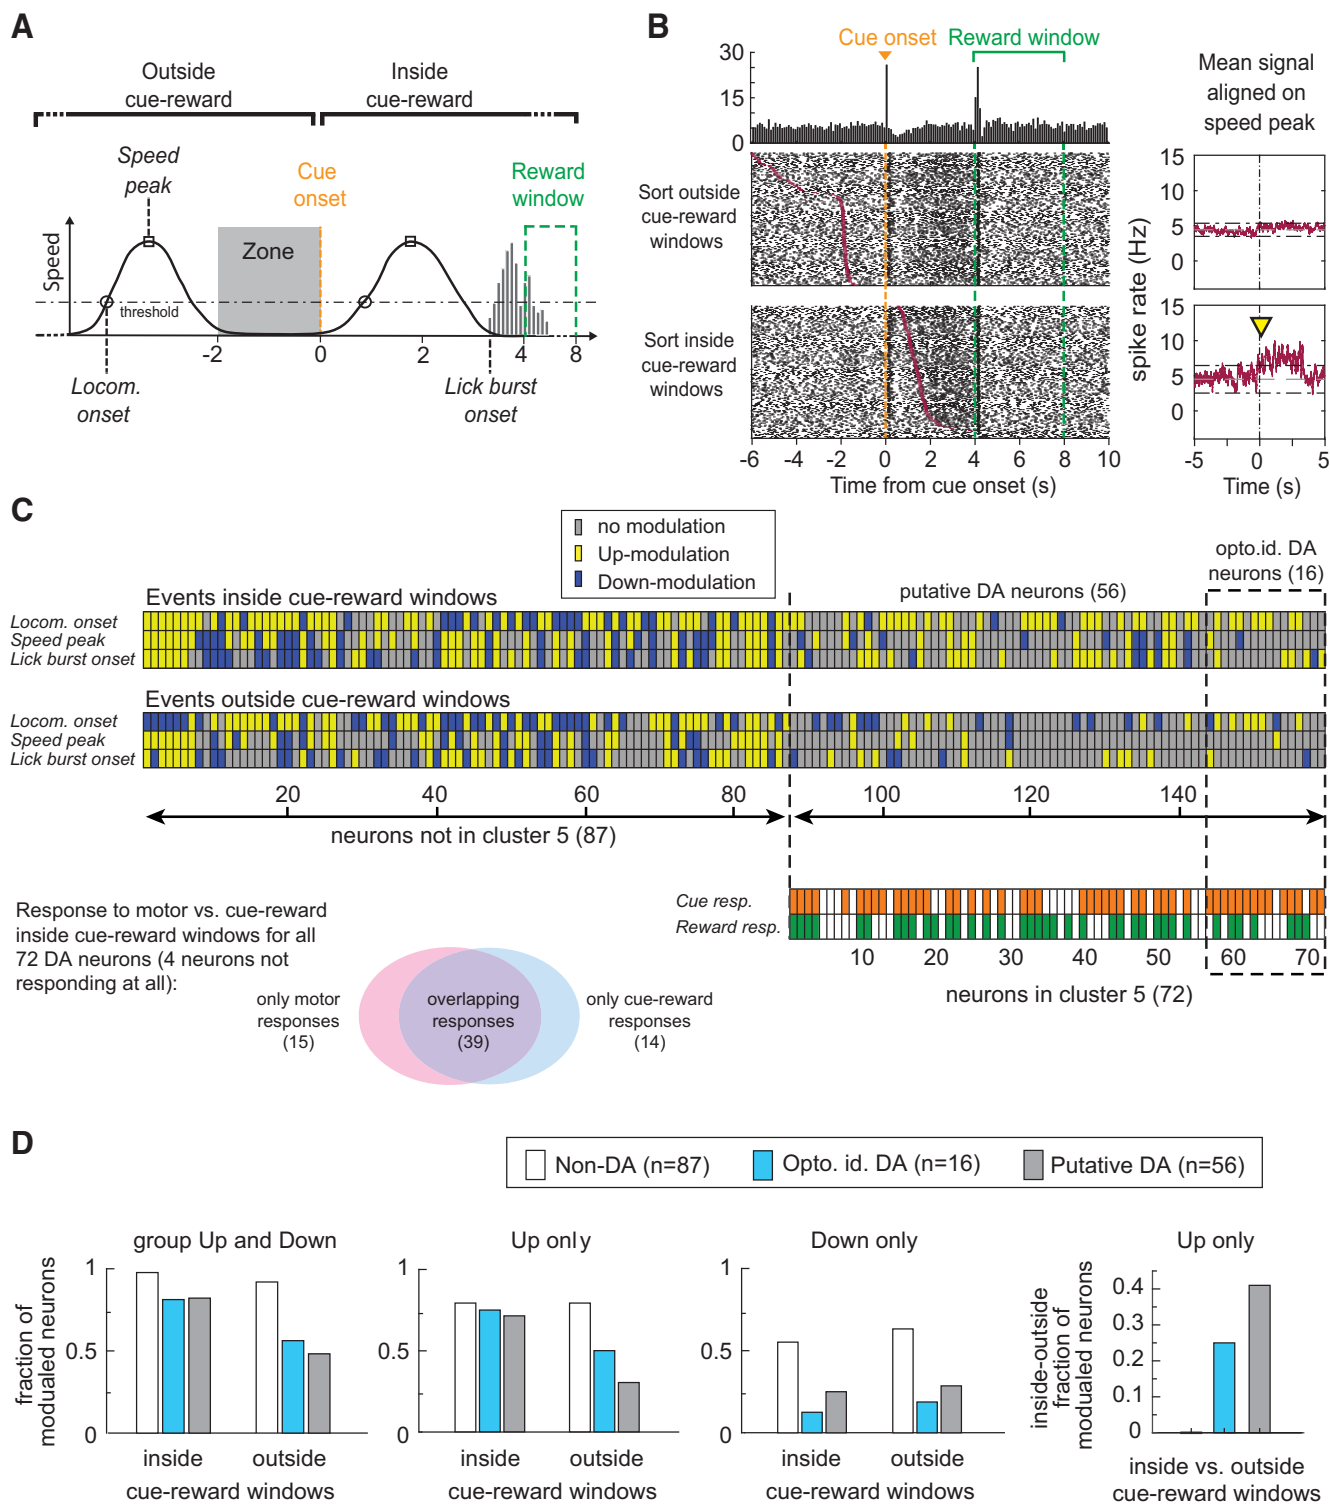 A
Outside
cue-reward
Inside
cue-reward
Speed
peak
Cue
onset
Reward
window
Speed
Zone
threshold
-2
0
2
4
8
Locom.
onset
Lick burst
onset
B
Cue onset
Reward window
Mean signal
aligned on
speed peak
30
15
0
Sort outside
cue-reward
windows
Sort inside
cue-reward
windows
-6
-4
-2
0
2
4
6
8
10
Time from cue onset (s)
spike rate (Hz)
15
10
5
0
15
10
5
0
-5
0
5
Time (s)
C
no modulation
Up-modulation
Down-modulation
opto.id. DA
neurons (16)
putative DA neurons (56)
Events inside cue-reward windows
Locom. onset
Speed peak
Lick burst onset
Events outside cue-reward windows
Locom. onset
Speed peak
Lick burst onset
20
40
60
80
100
120
140
neurons not in cluster 5 (87)
Cue resp.
Reward resp.
10
20
30
40
50
60
70
neurons in cluster 5 (72)
Response to motor vs. cue-reward
inside cue-reward windows for all
72 DA neurons (4 neurons not
responding at all):
only motor
responses
(15)
overlapping
responses
(39)
only cue-reward
responses
(14)
D
Non-DA (n=87)
Opto. id. DA (n=16)
Putative DA (n=56)
group Up and Down
fraction of
modualed neurons
1
0.5
0
inside
outside
cue-reward windows
Up only
1
0.5
0
inside
outside
cue-reward windows
Down only
1
0.5
0
inside
outside
cue-reward windows
Up only
inside-outside
fraction of
modualed neurons
0.4
0.3
0.2
0.1
0
inside vs. outside
cue-reward windows